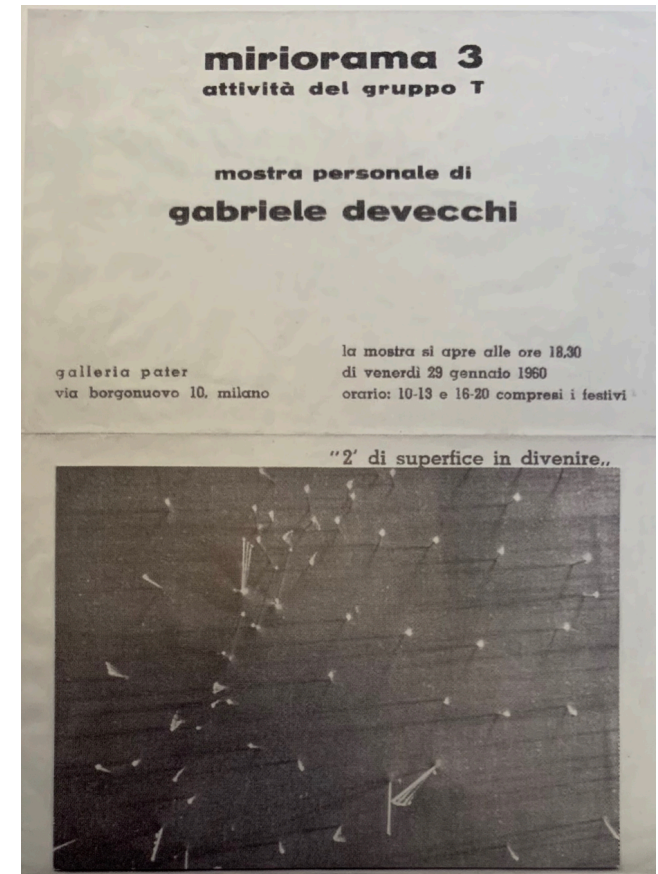 miriorama 3
attività del gruppo T
mostra personale di
gabriele devecchi
galleria pater
via borgonuovo 10, milano
la mostra si apre alle ore 18,30
di venerdì 29 gennaio 1960
orario: 10-13 e 16-20 compresi i festivi
"2' di superfice in divenire,,